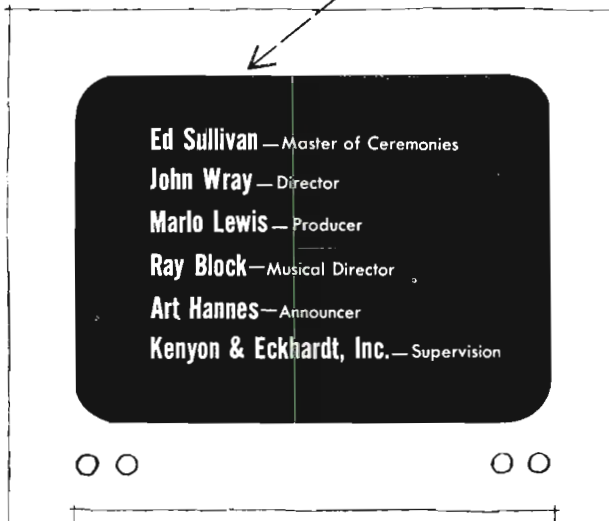 Ed Sullivan—Master of Ceremonies
John Wray—Director
Marlo Lewis—Producer
Ray Block—Musical Director
Art Hannes—Announcer
Kenyon & Eckhardt, Inc.—Supervision